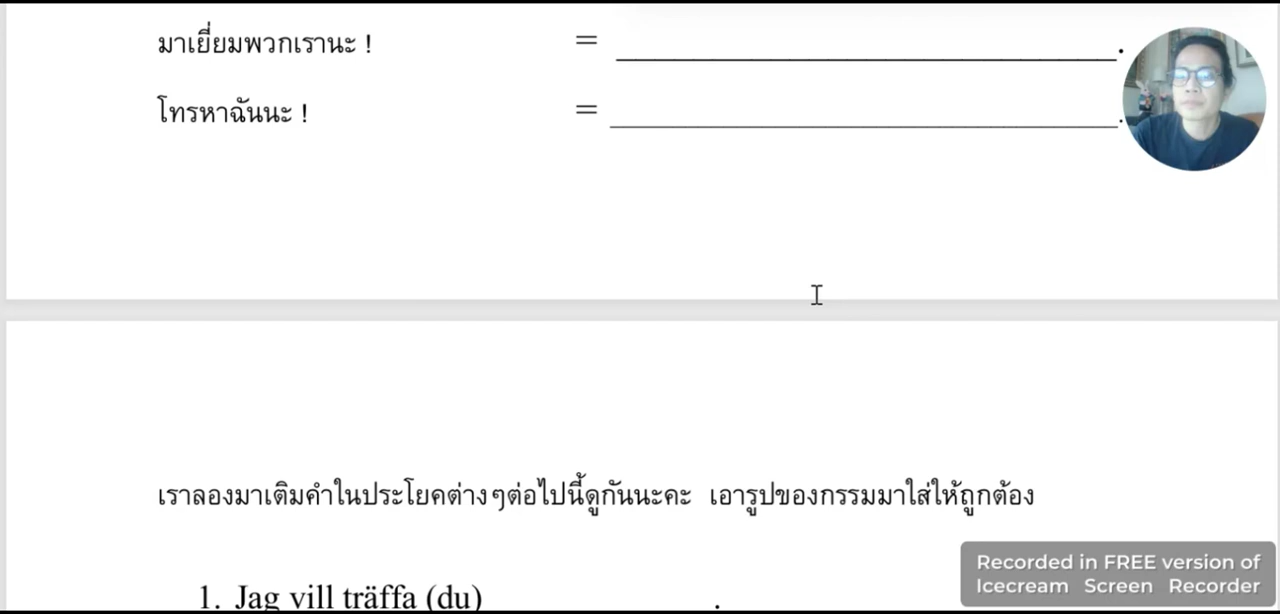 มาเยี่ยมพวกเรานะ ! = ______________________________.
โทรหาฉันนะ ! = ______________________________.
เราลองมาเติมคำในประโยคต่างๆต่อไปนี้ดูกันนะคะ เอารูปของกรรมมาใส่ให้ถูกต้อง
1. Jag vill träffa (du) .
Recorded in FREE version of
Icecream Screen Recorder